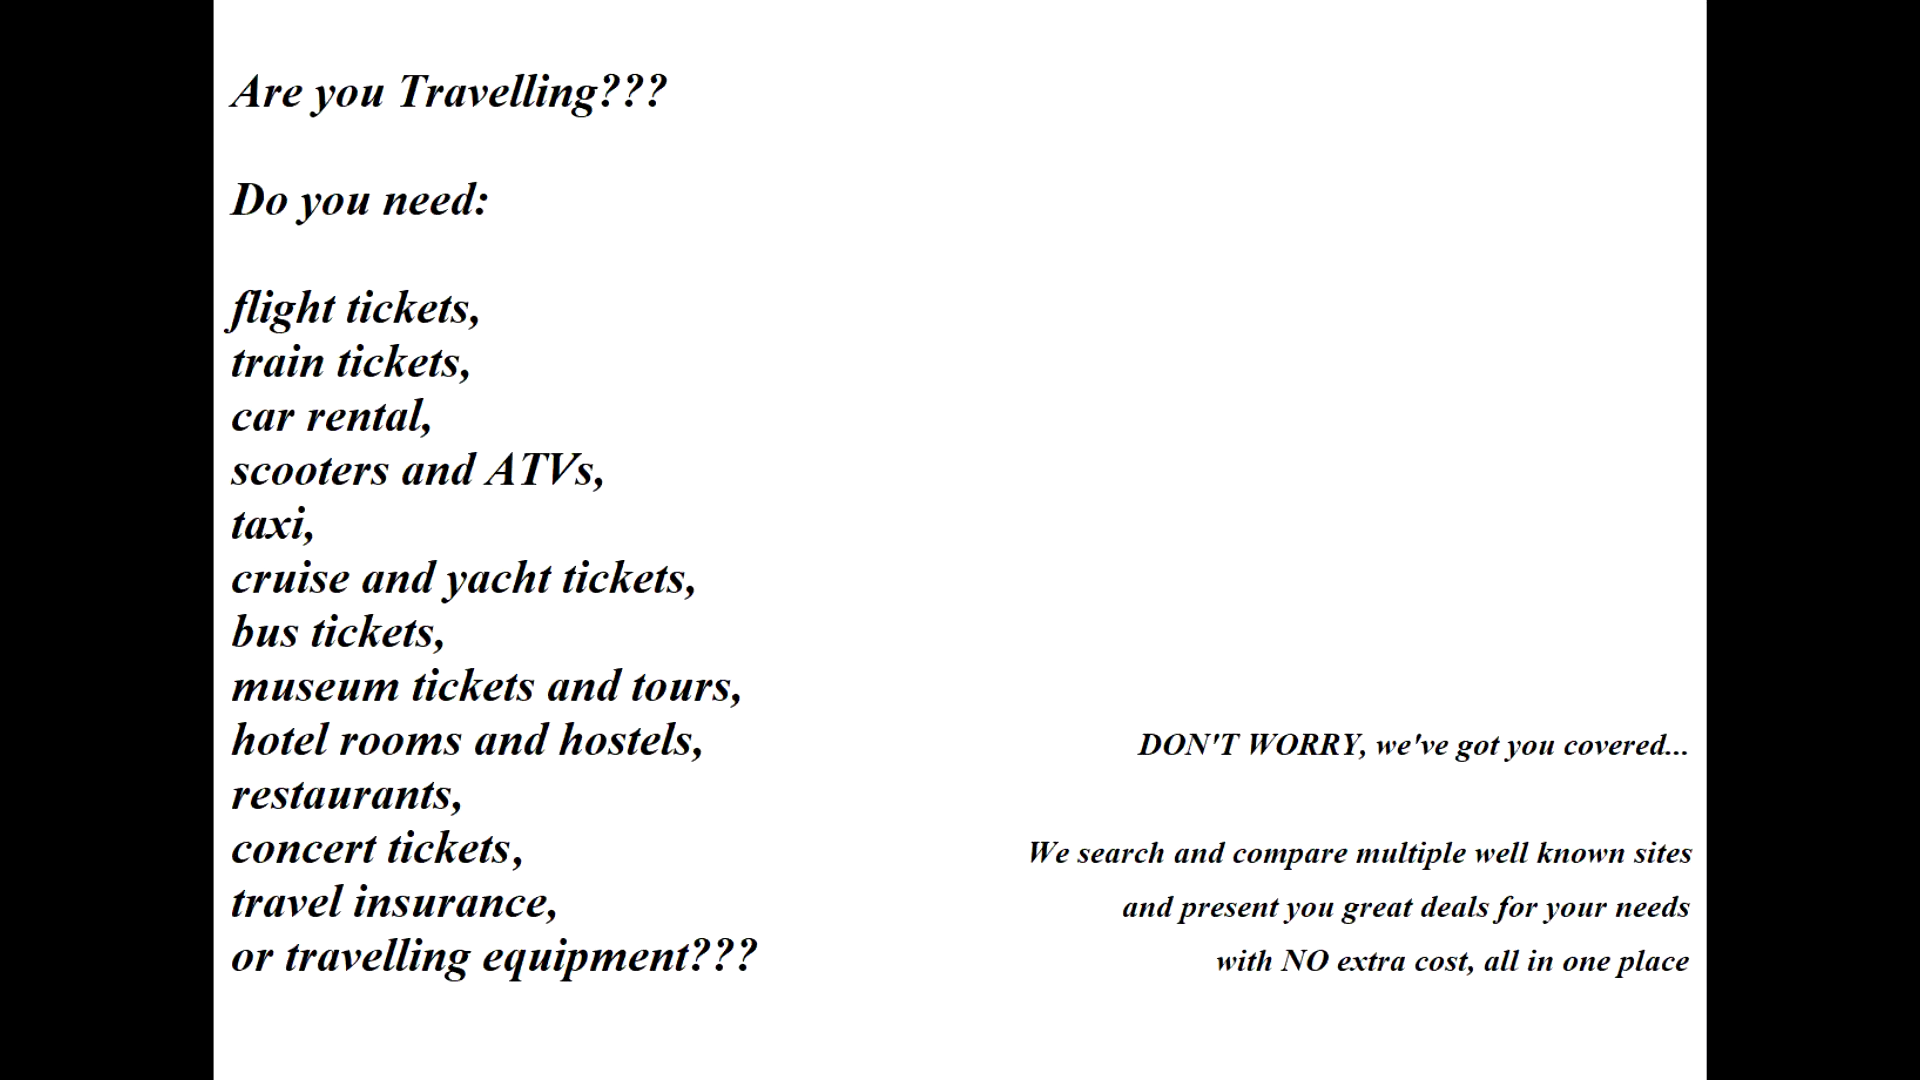 Are you Travelling???
Do you need:
flight tickets,
train tickets,
car rental,
scooters and ATVs,
taxi,
cruise and yacht tickets,
bus tickets,
museum tickets and tours,
hotel rooms and hostels,
restaurants,
concert tickets,
travel insurance,
or travelling equipment???
DON'T WORRY, we've got you covered...
We search and compare multiple well known sites
and present you great deals for your needs
with NO extra cost, all in one place